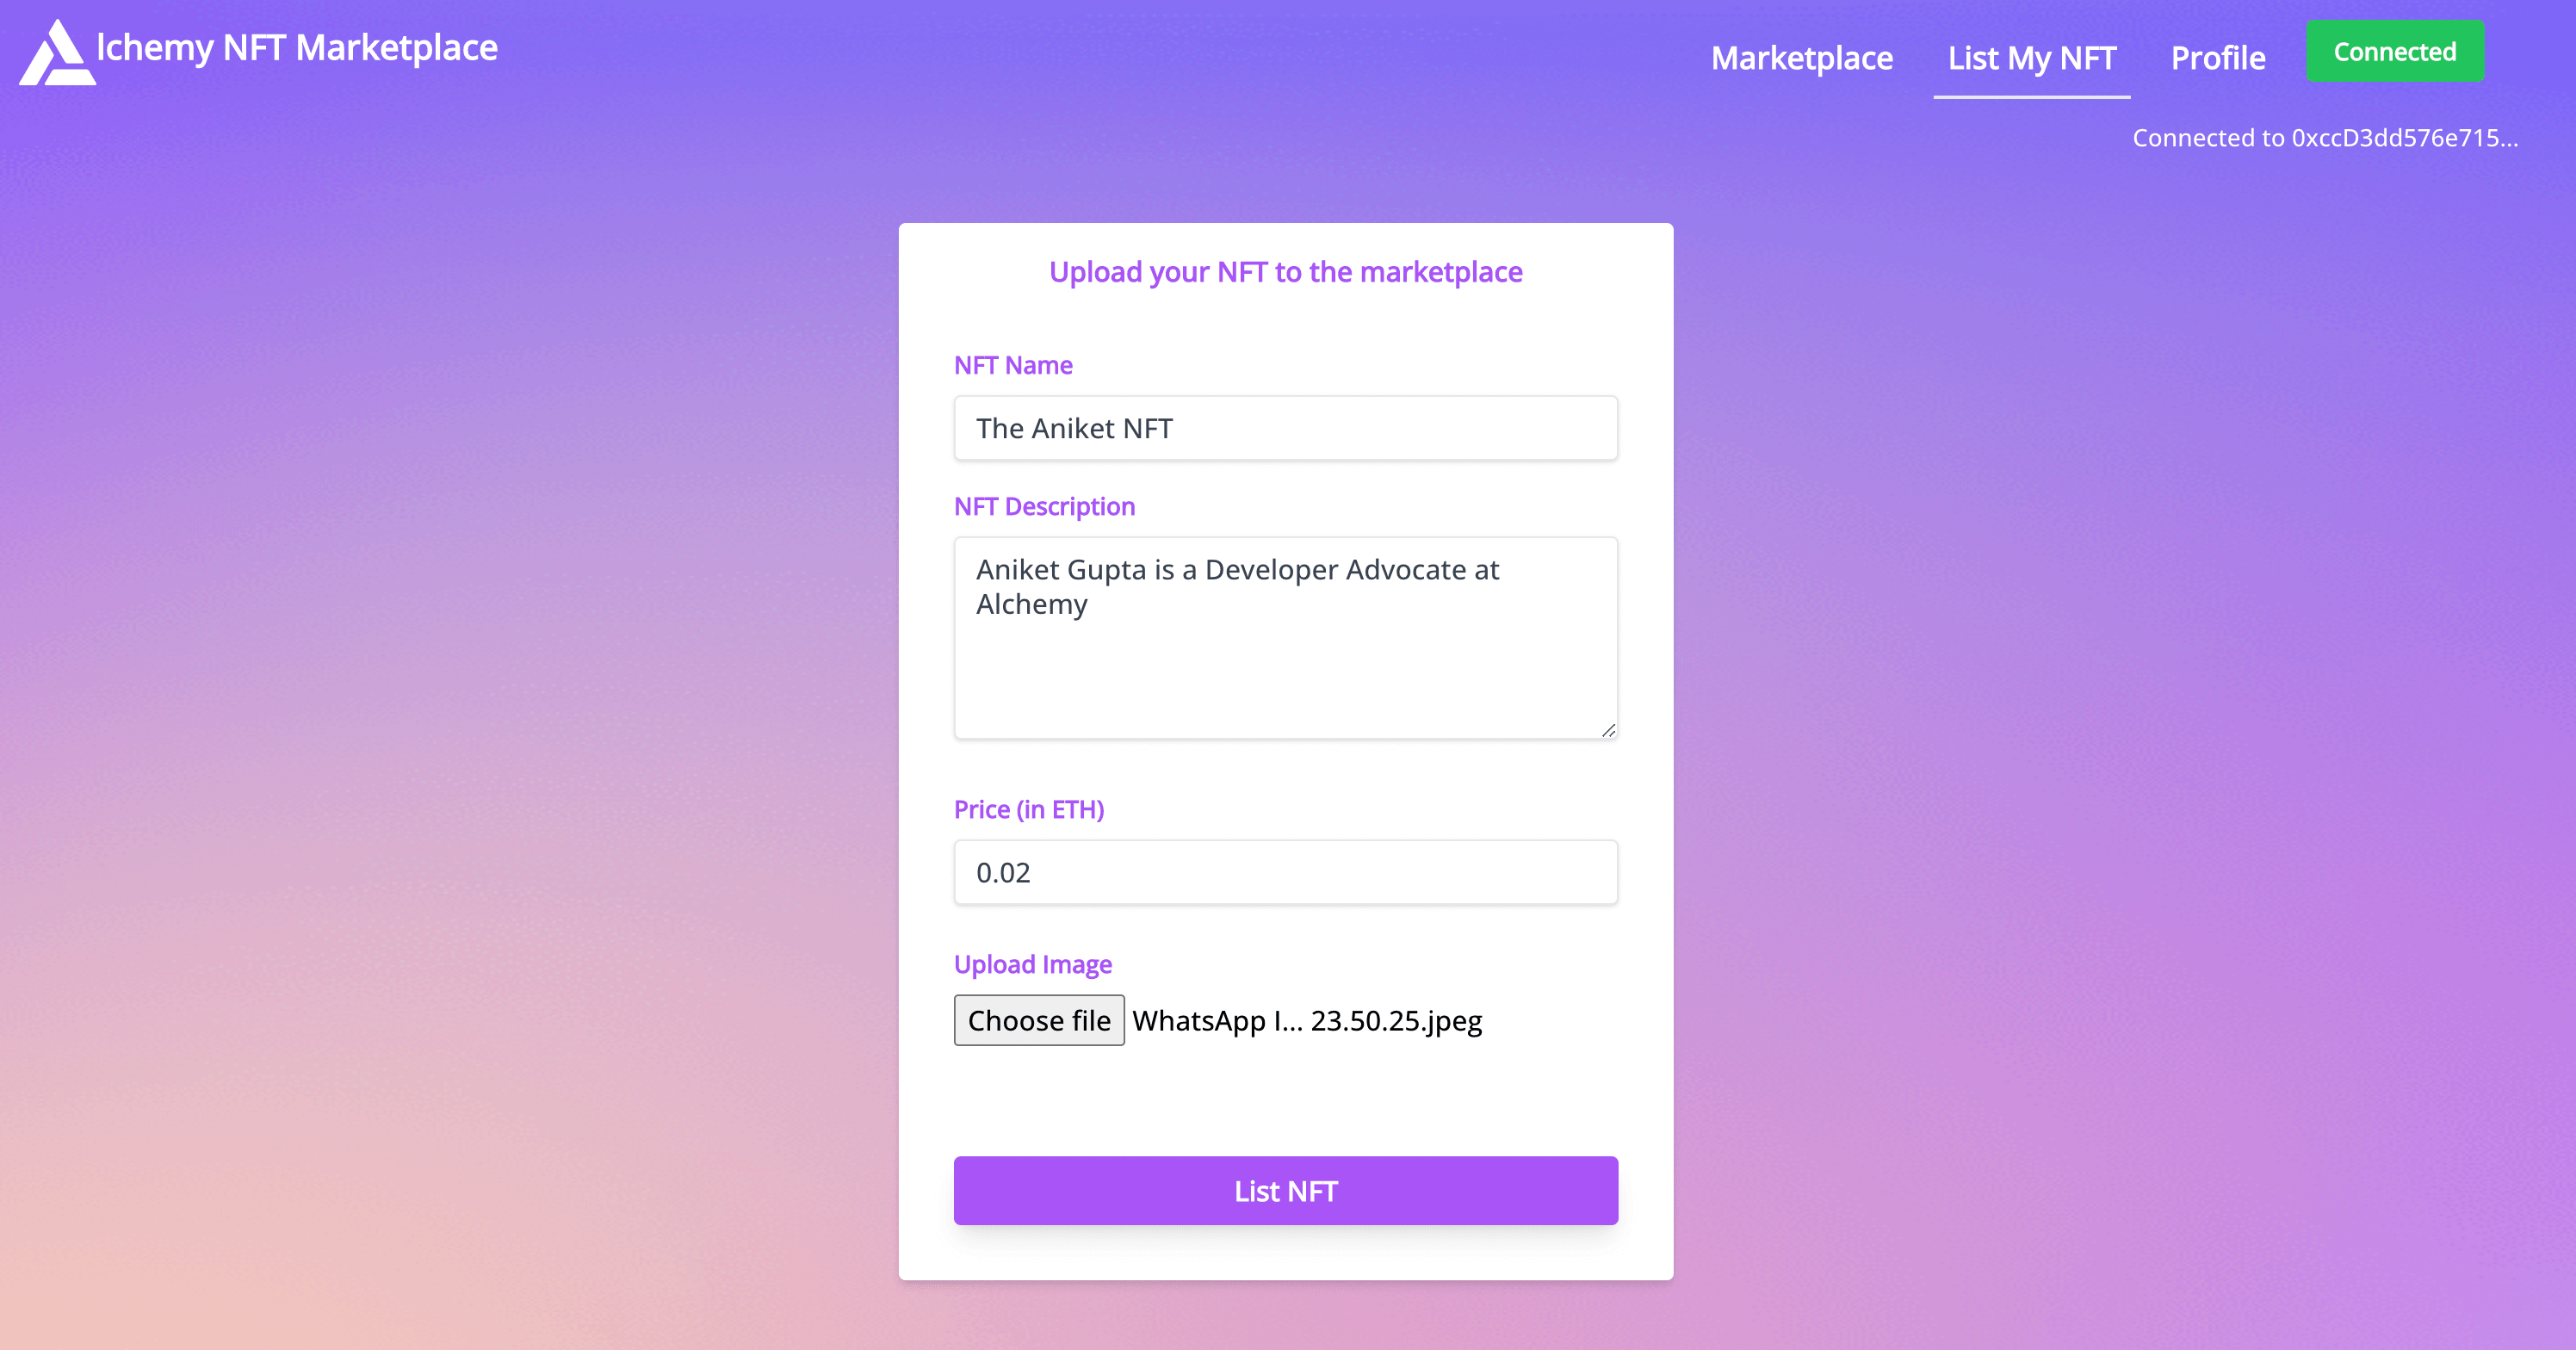 lchemy NFT Marketplace
Marketplace
List My NFT
Profile
Connected
Connected to 0xccD3dd576e715...
Upload your NFT to the marketplace
NFT Name
The Aniket NFT
NFT Description
Aniket Gupta is a Developer Advocate at
Alchemy
Price (in ETH)
0.02
Upload Image
Choose file WhatsApp I... 23.50.25.jpeg
List NFT